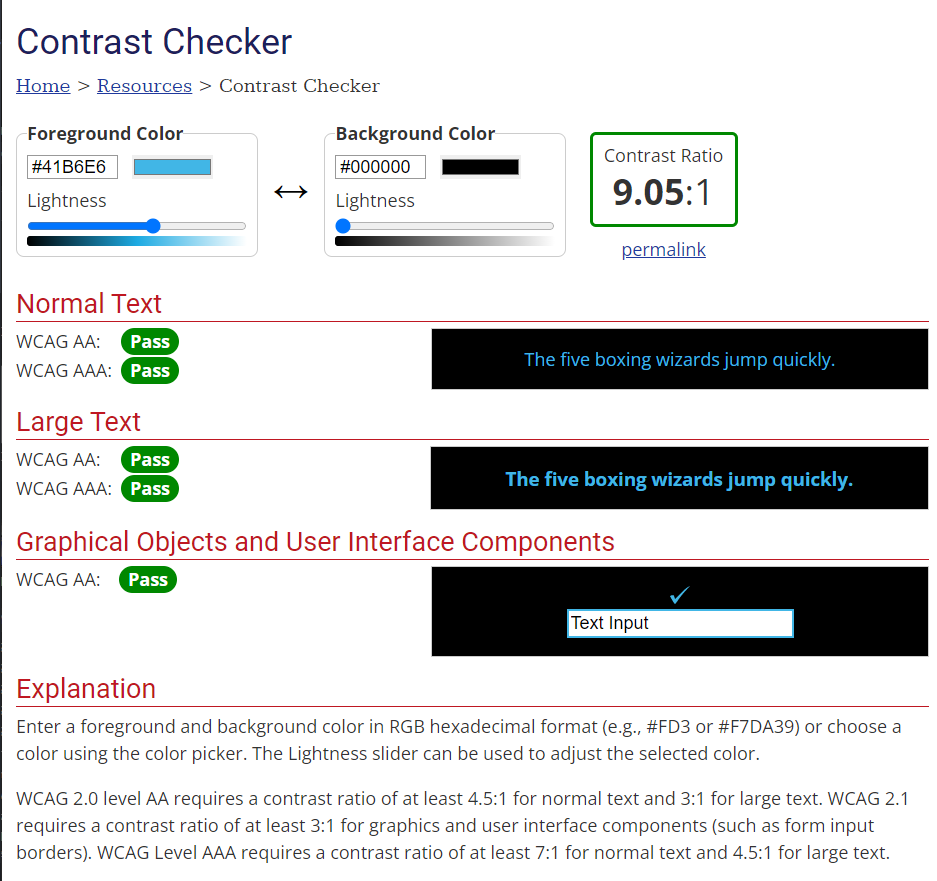 Contrast Checker
Home > Resources > Contrast Checker
Foreground Color
#41B6E6
Lightness
Background Color
#000000
Lightness
Contrast Ratio
9.05:1
permalink
Normal Text
WCAG AA: Pass
WCAG AAA: Pass
The five boxing wizards jump quickly.
Large Text
WCAG AA: Pass
WCAG AAA: Pass
The five boxing wizards jump quickly.
Graphical Objects and User Interface Components
WCAG AA: Pass
Text Input
Explanation
Enter a foreground and background color in RGB hexadecimal format (e.g., #FD3 or #F7DA39) or choose a
color using the color picker. The Lightness slider can be used to adjust the selected color.
WCAG 2.0 level AA requires a contrast ratio of at least 4.5:1 for normal text and 3:1 for large text. WCAG 2.1
requires a contrast ratio of at least 3:1 for graphics and user interface components (such as form input
borders). WCAG Level AAA requires a contrast ratio of at least 7:1 for normal text and 4.5:1 for large text.